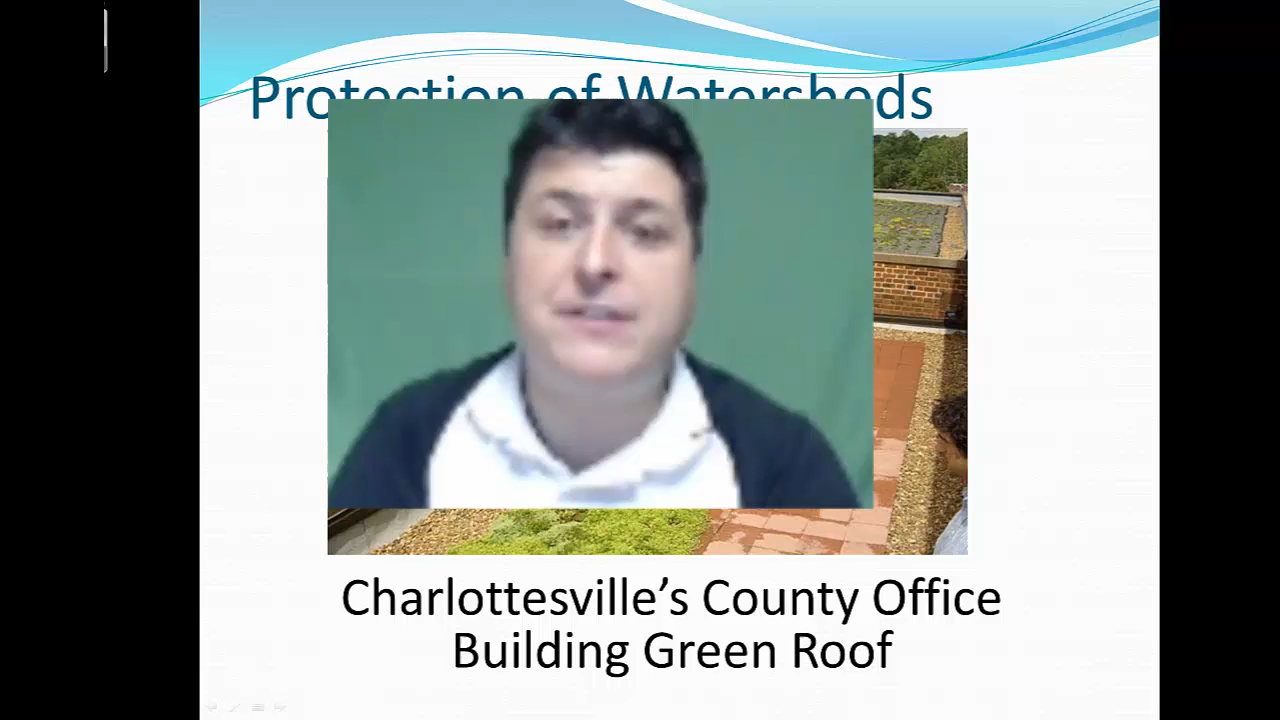 Protection of Watersheds
Charlottesville’s County Office
Building Green Roof